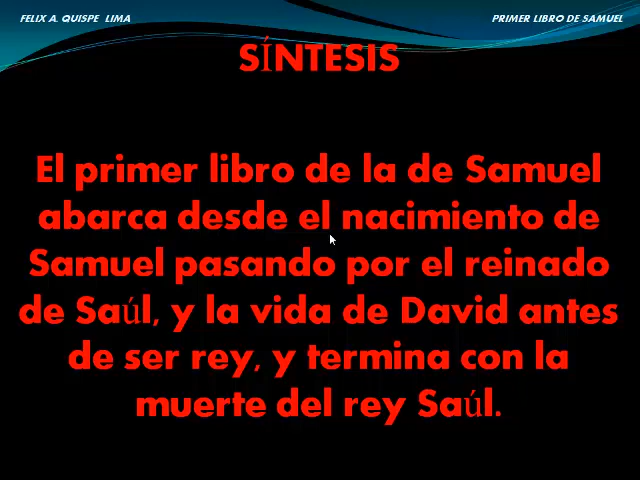 FELIX A. QUISPE LIMA
PRIMER LIBRO DE SAMUEL
SÍNTESIS
El primer libro de la de Samuel
abarca desde el nacimiento de
Samuel pasando por el reinado
de Saúl, y la vida de David antes
de ser rey, y termina con la
muerte del rey Saúl.